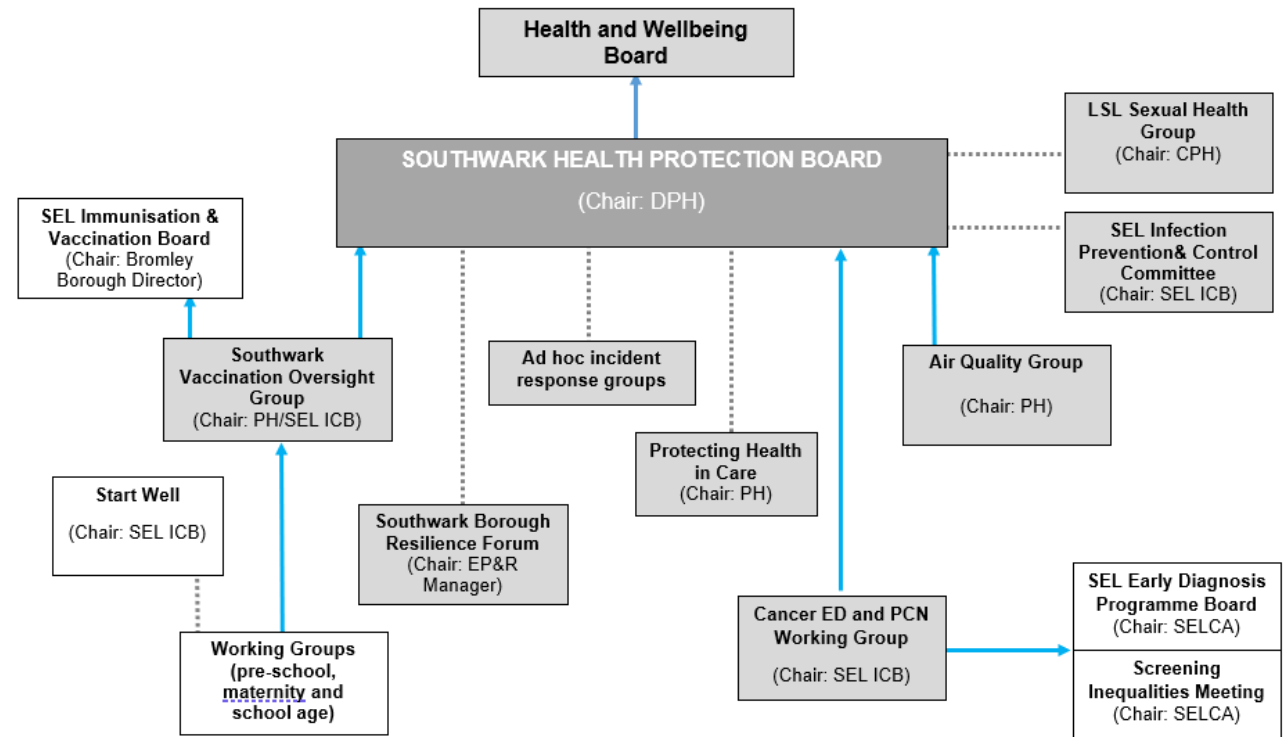 Health and Wellbeing
Board
LSL Sexual Health
Group
(Chair: CPH)
SOUTHWARK HEALTH PROTECTION BOARD
(Chair: DPH)
SEL Immunisation &
Vaccination Board
(Chair: Bromley
Borough Director)
SEL Infection
Prevention& Control
Committee
(Chair: SEL ICB)
Southwark
Vaccination Oversight
Group
(Chair: PH/SEL ICB)
Ad hoc incident
response groups
Air Quality Group
(Chair: PH)
Protecting Health
in Care
(Chair: PH)
Start Well
(Chair: SEL ICB)
Southwark Borough
Resilience Forum
(Chair: EP&R
Manager)
Cancer ED and PCN
Working Group
(Chair: SEL ICB)
SEL Early Diagnosis
Programme Board
(Chair: SELCA)
Working Groups
(pre-school,
maternity and
school age)
Screening
Inequalities Meeting
(Chair: SELCA)